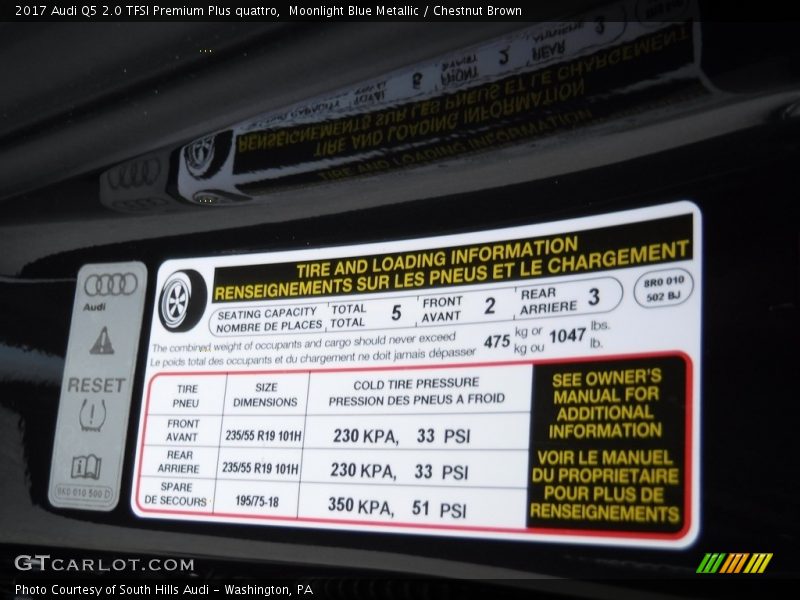 2017 Audi Q5 2.0 TFSI Premium Plus quattro,  Moonlight Blue Metallic / Chestnut Brown
Audi
RESET
8K0 010 500 D
TIRE AND LOADING INFORMATION
RENSEIGNEMENTS SUR LES PNEUS ET LE CHARGEMENT
SEATING CAPACITY TOTAL 5 FRONT 2 REAR 3
NOMBRE DE PLACES TOTAL AVANT ARRIERE
8R0 010
502 BJ
The combined weight of occupants and cargo should never exceed 475 kg or 1047 lbs.
Le poids total des occupants et du chargement ne doit jamais dépasser kg ou lb.
TIRE SIZE COLD TIRE PRESSURE
PNEU DIMENSIONS PRESSION DES PNEUS A FROID
FRONT
AVANT 235/55 R19 101H 230 KPA, 33 PSI
REAR
ARRIERE 235/55 R19 101H 230 KPA, 33 PSI
SPARE
DE SECOURS 195/75-18 350 KPA, 51 PSI
SEE OWNER'S
MANUAL FOR
ADDITIONAL
INFORMATION
VOIR LE MANUEL
DU PROPRIETAIRE
POUR PLUS DE
RENSEIGNEMENTS
GTCARLOT.COM
Photo Courtesy of South Hills Audi - Washington, PA